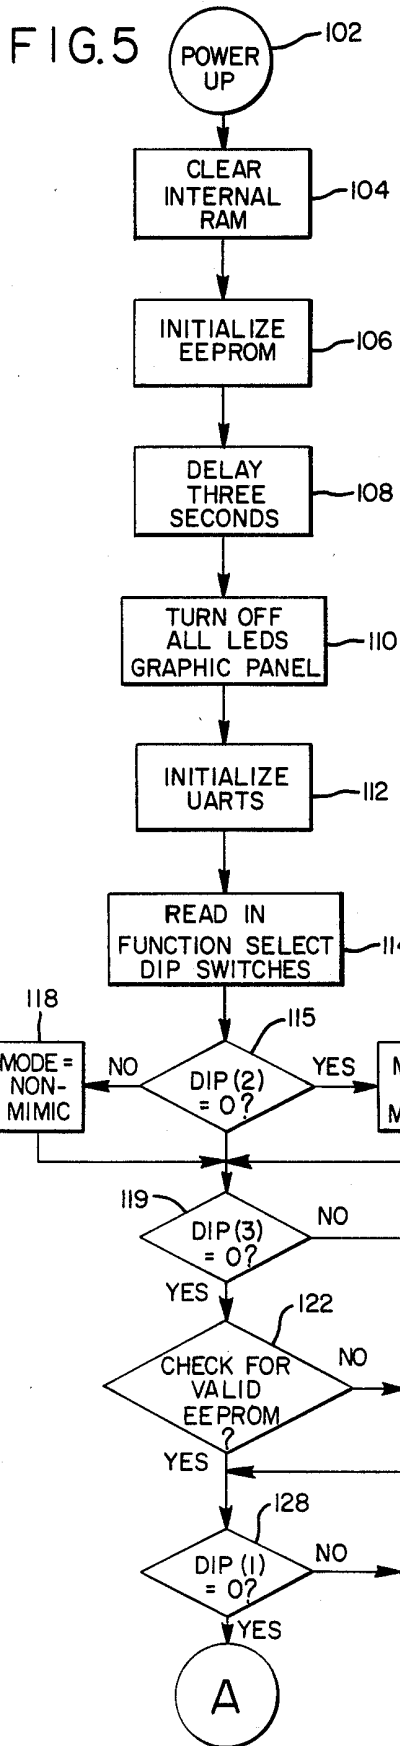 FIG.5
POWER
UP
102
CLEAR
INTERNAL
RAM
104
INITIALIZE
EEPROM
106
DELAY
THREE
SECONDS
108
TURN OFF
ALL LEDS
GRAPHIC PANEL
110
INITIALIZE
UARTS
112
READ IN
FUNCTION SELECT
DIP SWITCHES
114
118
MODE =
NON-
MIMIC
NO
115
DIP (2)
= 0?
YES
M
M
119
DIP (3)
= 0?
NO
YES
122
CHECK FOR
VALID
EEPROM
?
NO
YES
128
DIP (1)
= 0?
NO
YES
A